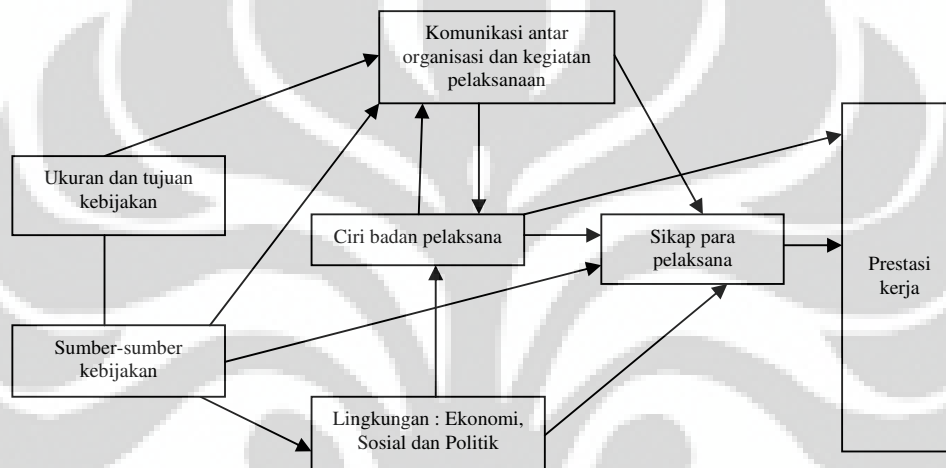 Komunikasi antar
organisasi dan kegiatan
pelaksanaan
Ukuran dan tujuan
kebijakan
Ciri badan pelaksana
Sikap para
pelaksana
Prestasi
kerja
Sumber-sumber
kebijakan
Lingkungan : Ekonomi,
Sosial dan Politik